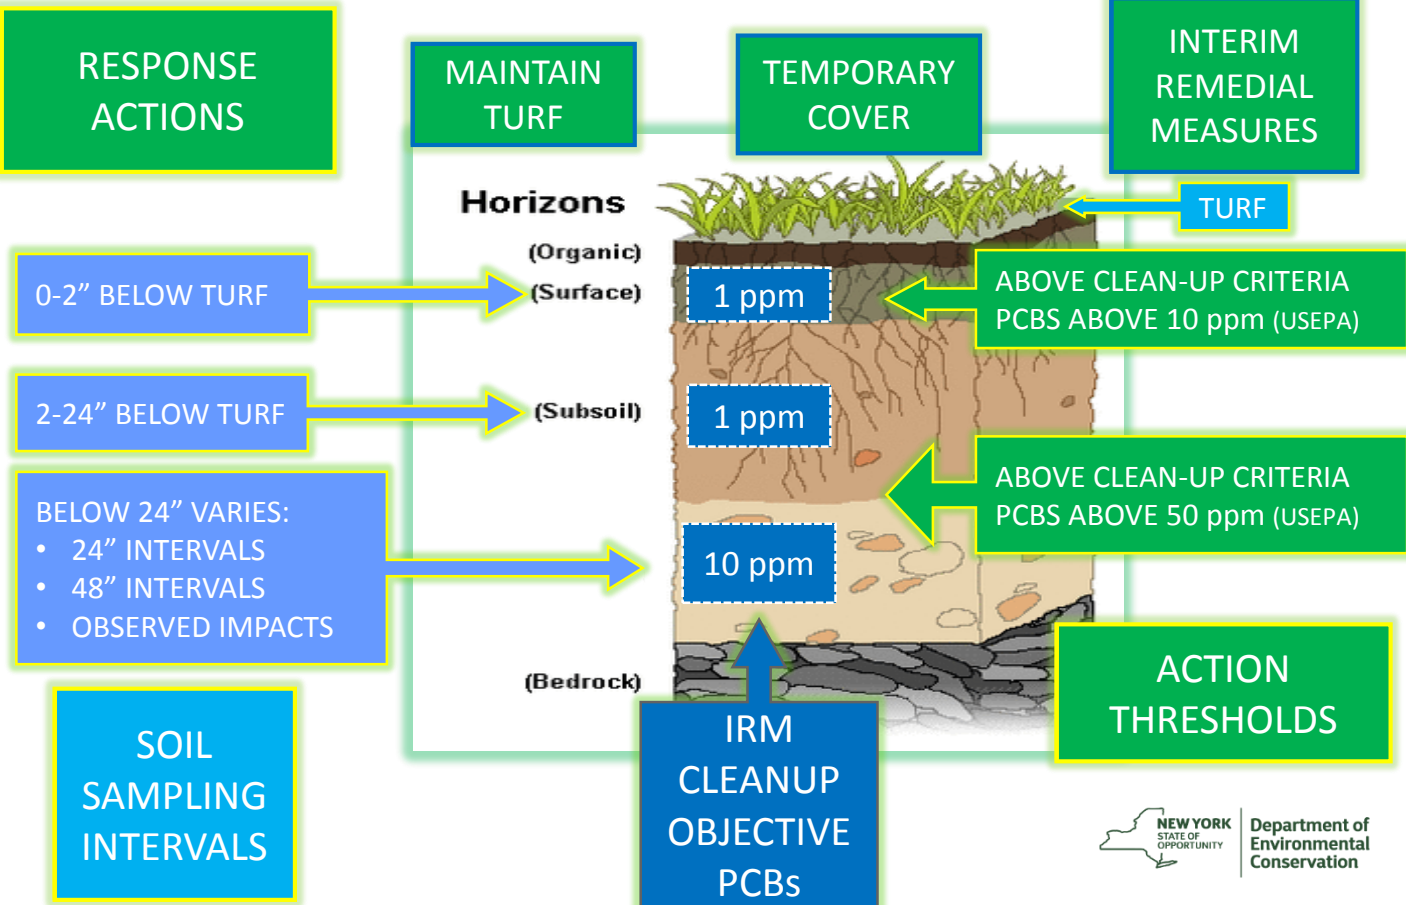 RESPONSE
ACTIONS
MAINTAIN
TURF
TEMPORARY
COVER
INTERIM
REMEDIAL
MEASURES
Horizons
TURF
(Organic)
0-2” BELOW TURF
(Surface)
1 ppm
ABOVE CLEAN-UP CRITERIA
PCBS ABOVE 10 ppm (USEPA)
2-24” BELOW TURF
(Subsoil)
1 ppm
ABOVE CLEAN-UP CRITERIA
PCBS ABOVE 50 ppm (USEPA)
BELOW 24” VARIES:
• 24” INTERVALS
• 48” INTERVALS
• OBSERVED IMPACTS
10 ppm
(Bedrock)
ACTION
THRESHOLDS
SOIL
SAMPLING
INTERVALS
IRM
CLEANUP
OBJECTIVE
PCBs
NEW YORK
STATE OF
OPPORTUNITY
Department of
Environmental
Conservation